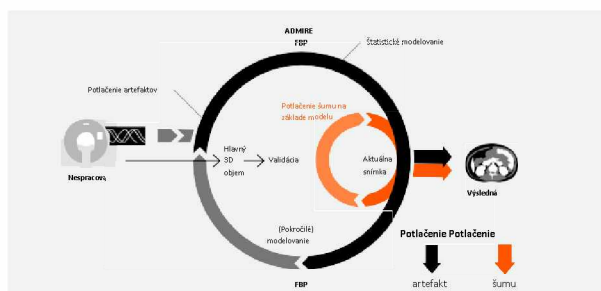 ADMIRE
FBP
Štatistické modelovanie
Potlačenie artefaktov
Potlačenie šumu na
základe modelu
Hlavný
3D
objem
Validácia
Aktuálna
snímka
Nespracova,
Výsledná
(Pokročilé)
modelovanie
FBP
Potlačenie Potlačenie
artefakt
šumu